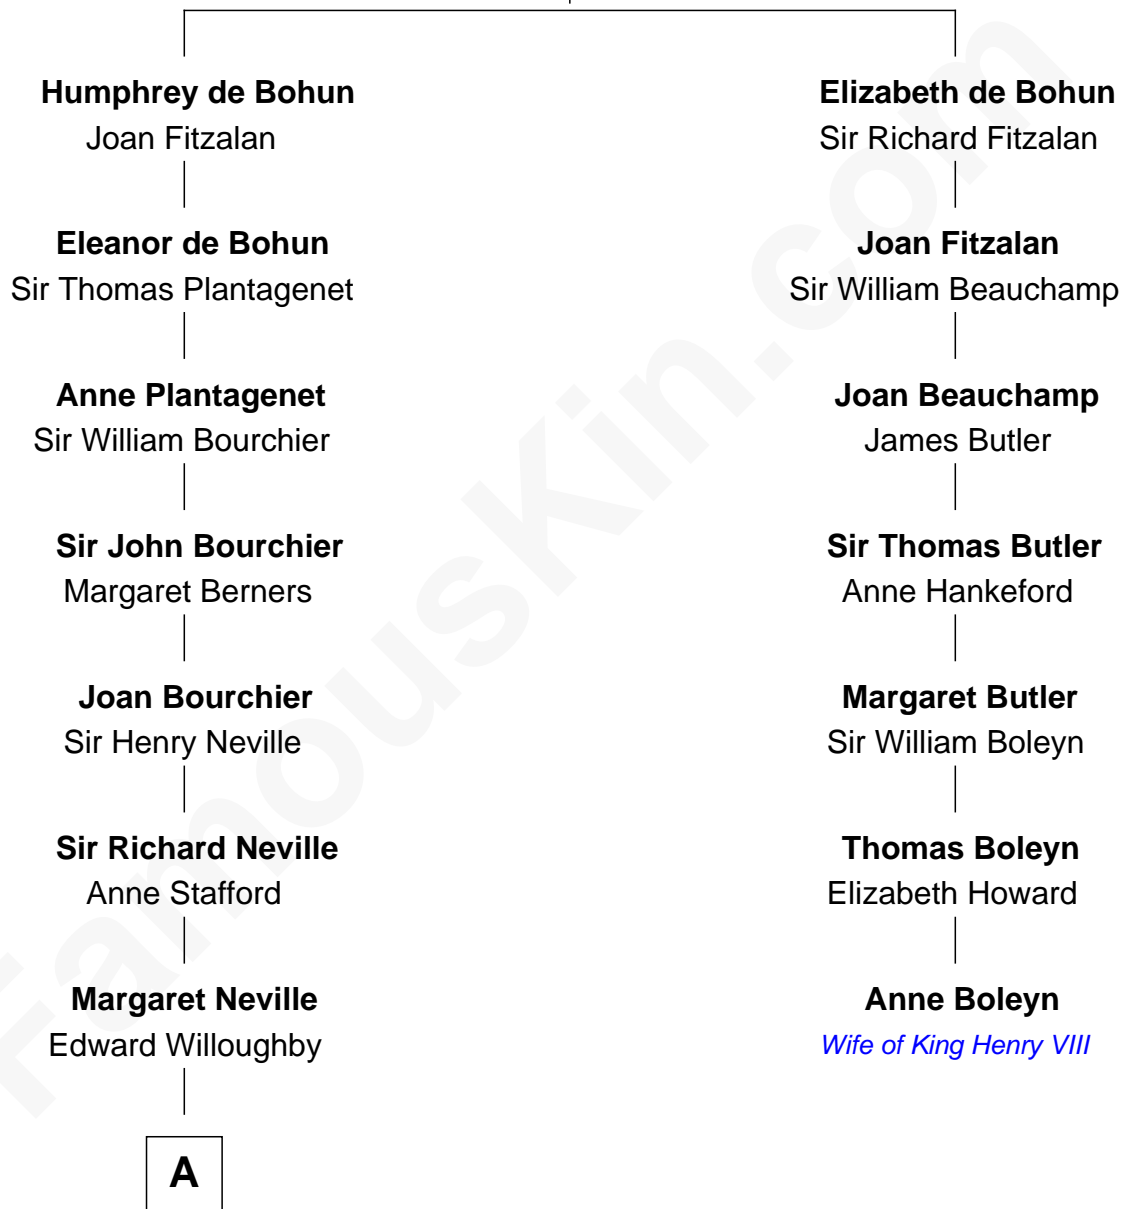 Humphrey de Bohun
Joan Fitzalan
Eleanor de Bohun
Sir Thomas Plantagenet
Anne Plantagenet
Sir William Bourchier
Sir John Bourchier
Margaret Berners
Joan Bourchier
Sir Henry Neville
Sir Richard Neville
Anne Stafford
Margaret Neville
Edward Willoughby
A
Elizabeth de Bohun
Sir Richard Fitzalan
Joan Fitzalan
Sir William Beauchamp
Joan Beauchamp
James Butler
Sir Thomas Butler
Anne Hankeford
Margaret Butler
Sir William Boleyn
Thomas Boleyn
Elizabeth Howard
Anne Boleyn
Wife of King Henry VIII
FamousKin.com